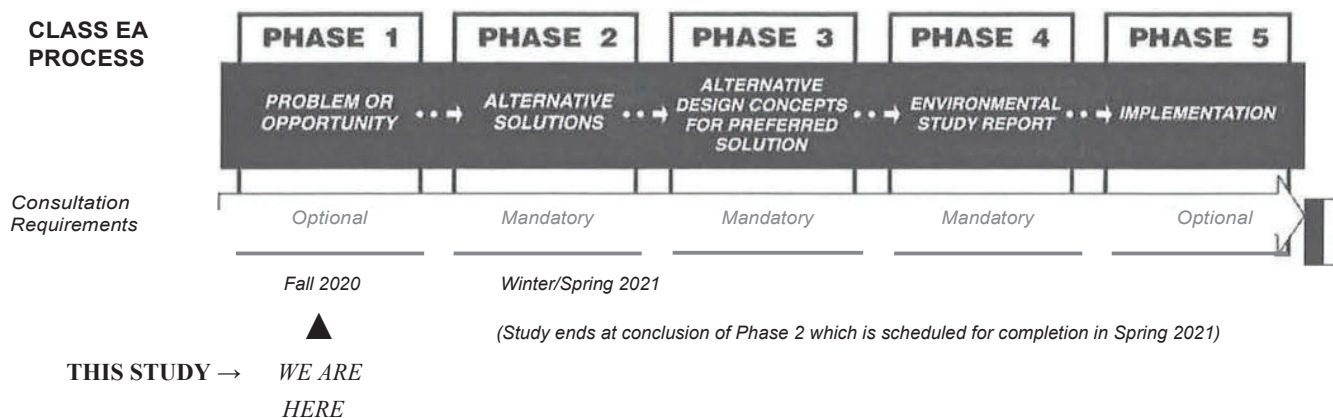 CLASS EA
PROCESS
PHASE 1
PHASE 2
PHASE 3
PHASE 4
PHASE 5
PROBLEM OR
OPPORTUNITY
ALTERNATIVE
SOLUTIONS
ALTERNATIVE
DESIGN CONCEPTS
FOR PREFERRED
SOLUTION
ENVIRONMENTAL
STUDY REPORT
IMPLEMENTATION
Consultation
Requirements
Optional
Mandatory
Mandatory
Mandatory
Optional
Fall 2020
Winter/Spring 2021
(Study ends at conclusion of Phase 2 which is scheduled for completion in Spring 2021)
THIS STUDY → WE ARE
HERE